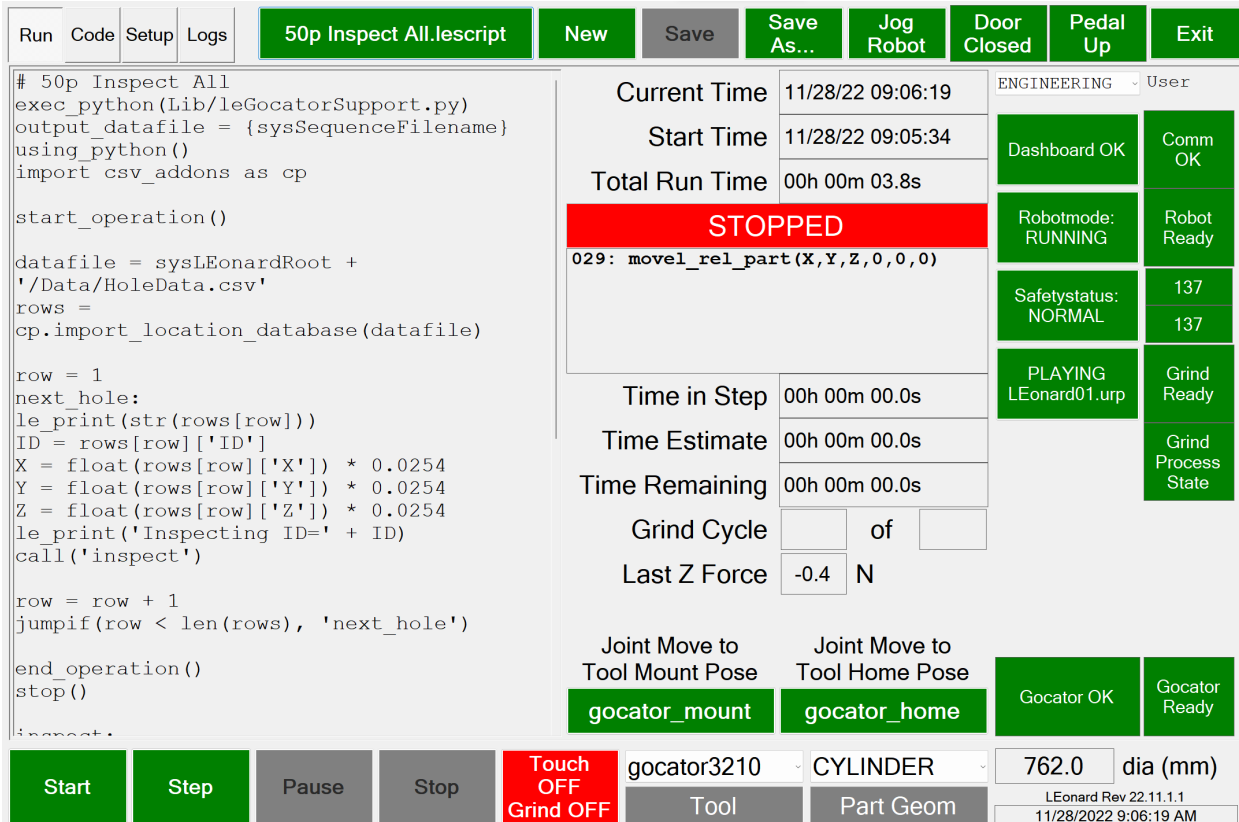 Run Code Setup Logs 50p Inspect All.lescript New Save Save As... Jog Robot Door Closed Pedal Up Exit
# 50p Inspect All
exec_python(Lib/leGocatorSupport.py)
output_datafile = {sysSequenceFilename}
using_python()
import csv_addons as cp
start_operation()
datafile = sysLEonardRoot +
'/Data/HoleData.csv'
rows =
cp.import_location_database(datafile)
row = 1
next_hole:
le_print(str(rows[row]))
ID = rows[row]['ID']
X = float(rows[row]['X']) * 0.0254
Y = float(rows[row]['Y']) * 0.0254
Z = float(rows[row]['Z']) * 0.0254
le_print('Inspecting ID=' + ID)
call('inspect')
row = row + 1
jumpif(row < len(rows), 'next_hole')
end_operation()
stop()
inspect:
Current Time 11/28/22 09:06:19
Start Time 11/28/22 09:05:34
Total Run Time 00h 00m 03.8s
STOPPED
029: movel_rel_part(X,Y,Z,0,0,0)
Time in Step 00h 00m 00.0s
Time Estimate 00h 00m 00.0s
Time Remaining 00h 00m 00.0s
Grind Cycle of
Last Z Force -0.4 N
Joint Move to
Tool Mount Pose
gocator_mount
Joint Move to
Tool Home Pose
gocator_home
ENGINEERING User
Dashboard OK
Comm
OK
Robotmode:
RUNNING
Robot
Ready
Safetystatus:
NORMAL
137
137
PLAYING
LEonard01.urp
Grind
Ready
Grind
Process
State
Gocator OK
Gocator
Ready
Start Step Pause Stop
Touch
OFF
Grind OFF
gocator3210
Tool
CYLINDER
Part Geom
762.0 dia (mm)
LEonard Rev 22.11.1.1
11/28/2022 9:06:19 AM